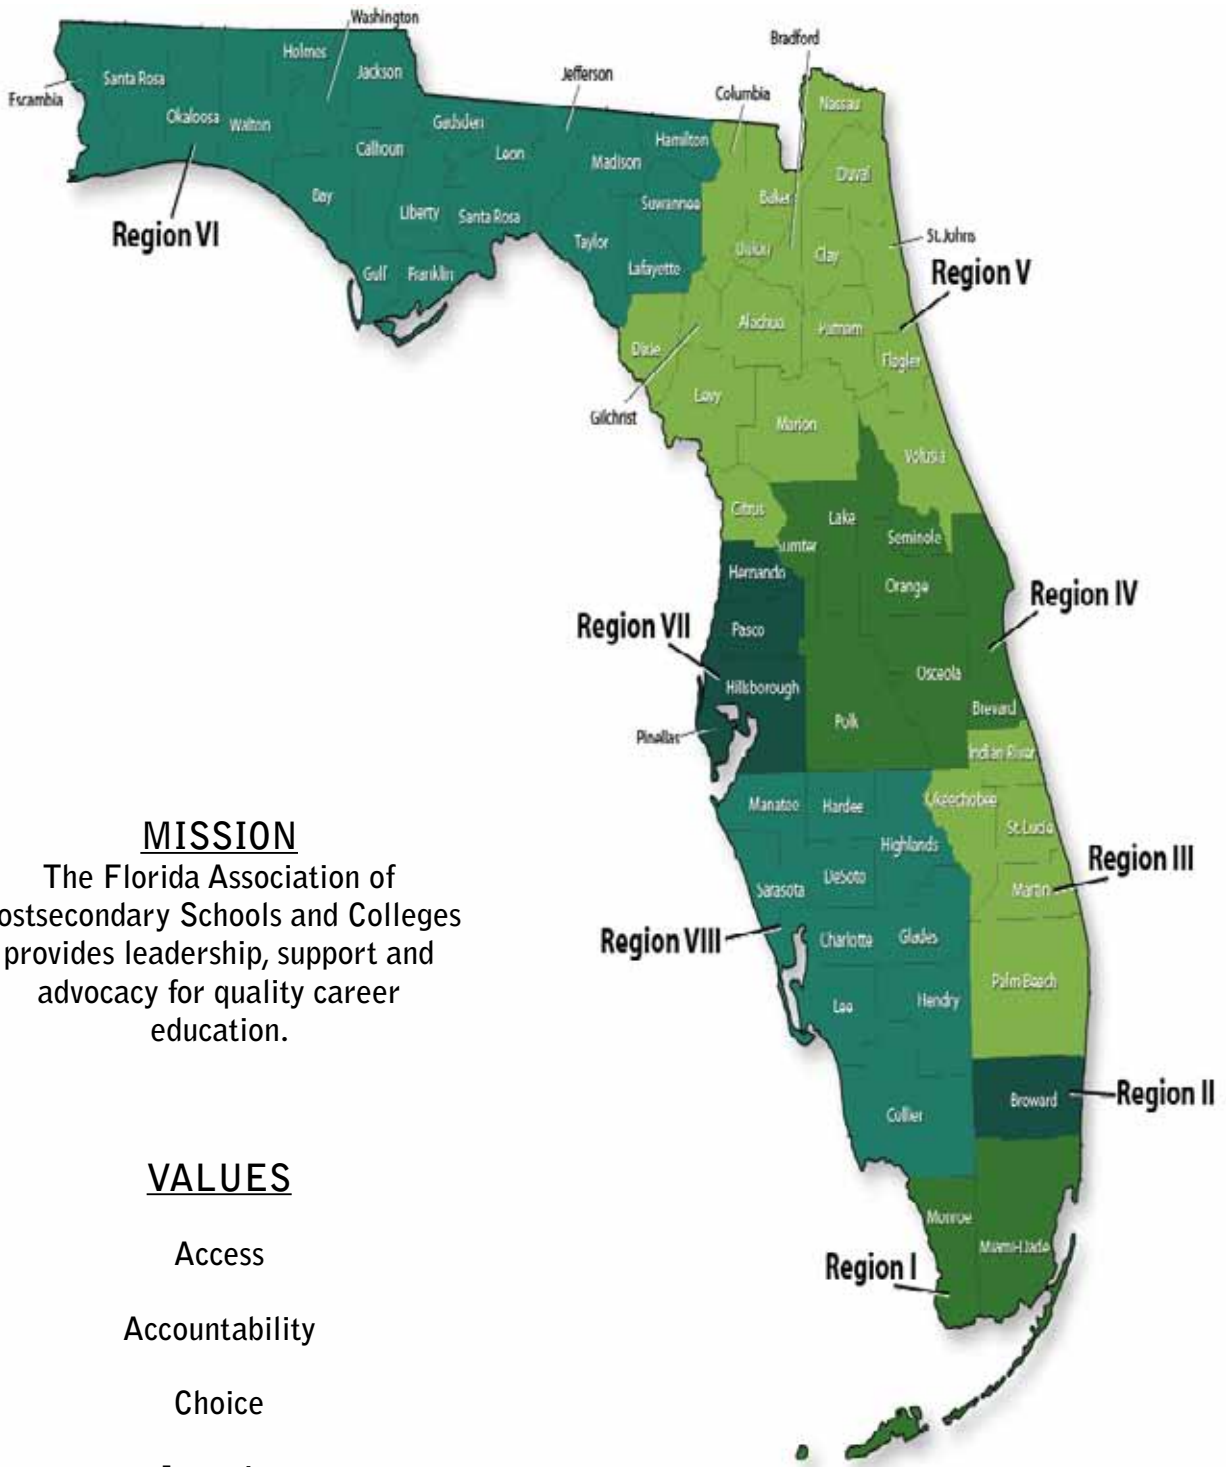 Washington
Bradford
Holmes
Jackson
Santa Rosa
Escambia
Jefferson
Columbia
Nassau
Okaloosa
Walton
Gadsden
Hamilton
Calhoun
Leon
Madison
Duval
Bay
Suwannee
Baker
Liberty
Santa Rosa
Region VI
Taylor
Union
Clay
St. Johns
Lafayette
Gulf
Franklin
Region V
Alachua
Putnam
Dixie
Flagler
Levy
Gilchrist
Marion
Volusia
Citrus
Lake
Seminole
Sumter
Hernando
Orange
Region IV
Region VII
Pasco
Osceola
Hillsborough
Brevard
Polk
Pinellas
Indian River
Manatee
Hardee
Okeechobee
St. Lucie
Highlands
Region III
DeSoto
Sarasota
Martin
Region VIII
Charlotte
Glades
Palm Beach
Lee
Hendry
Region II
Broward
Collier
Monroe
Miami-Dade
Region I
MISSION
The Florida Association of
ostsecondary Schools and Colleges
provides leadership, support and
advocacy for quality career
education.
VALUES
Access
Accountability
Choice